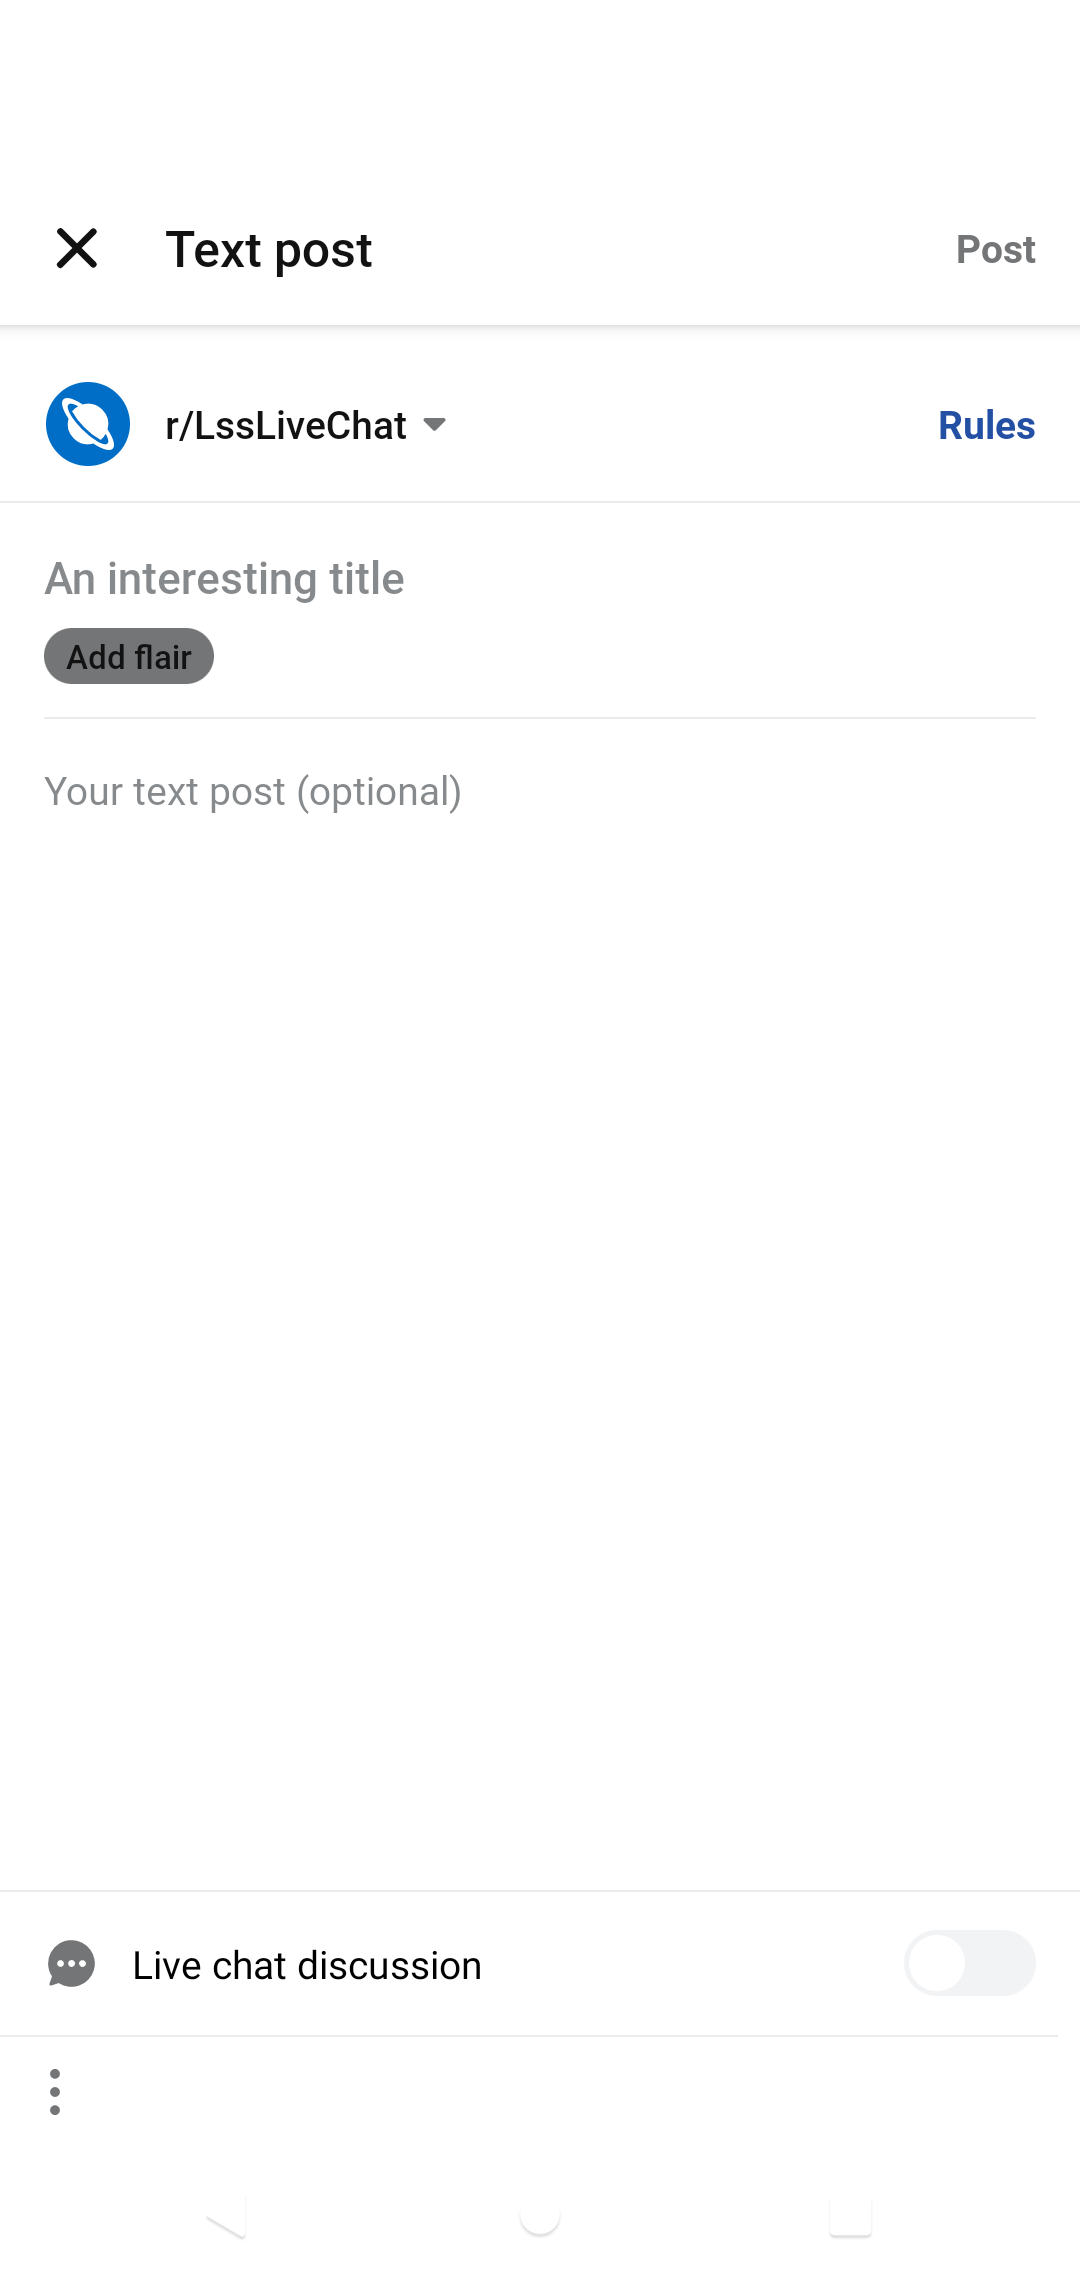 Text post
Post
r/LssLiveChat
Rules
An interesting title
Add flair
Your text post (optional)
Live chat discussion